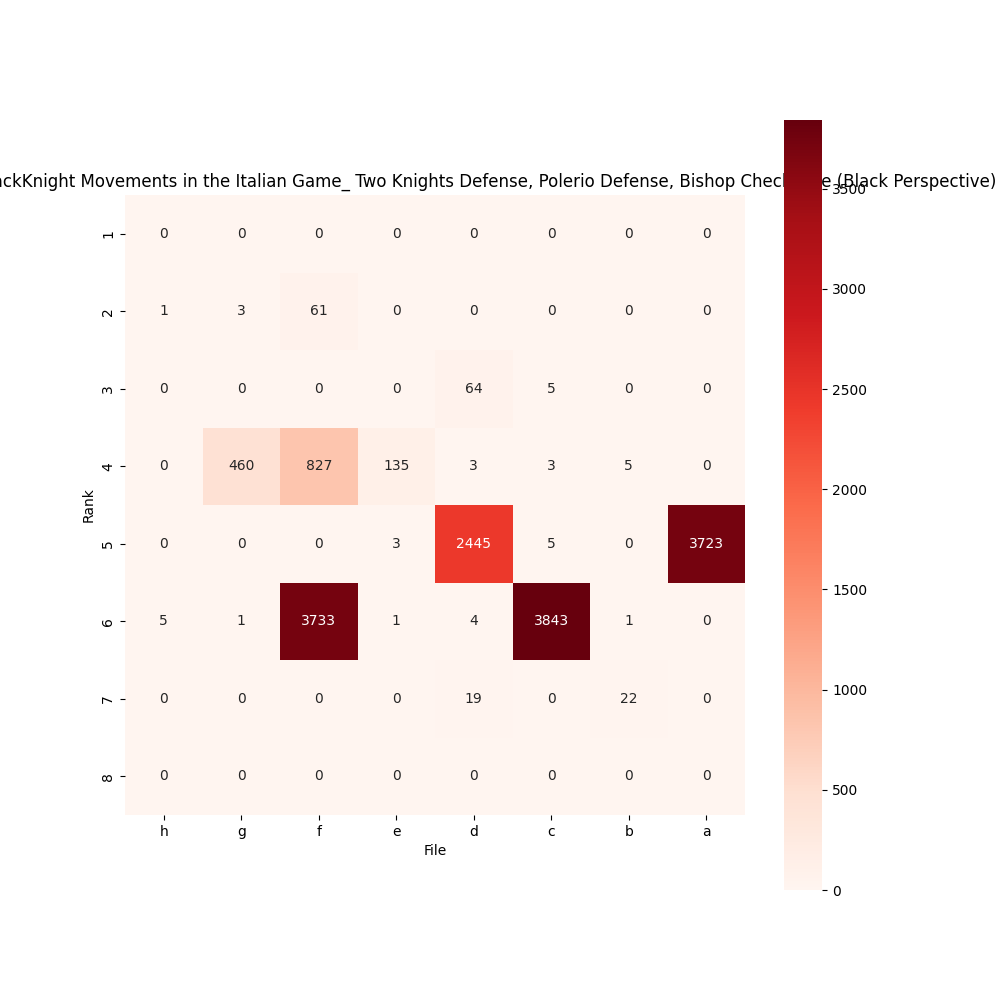 ackKnight Movements in the Italian Game_ Two Knights Defense, Polerio Defense, Bishop (Black Perspective)
1 0 0 0 0 0 0 0 0
2 1 3 61 0 0 0 0 0
3 0 0 0 0 64 5 0 0
4 0 460 827 135 3 3 5 0
5 0 0 0 3 2445 5 0 3723
6 5 1 3733 1 4 3843 1 0
7 0 0 0 0 19 0 22 0
8 0 0 0 0 0 0 0 0
h g f e d c b a
File
Rank
3500
3000
2500
2000
1500
1000
500
0